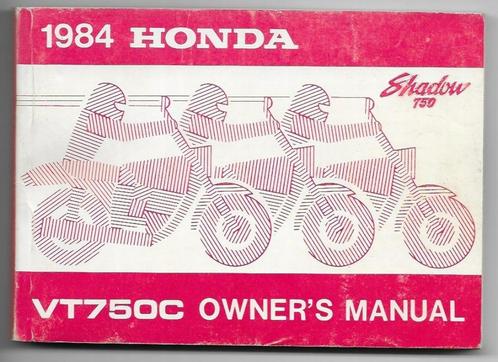 1984 HONDA
Shadow
750
VT750C OWNER'S MANUAL